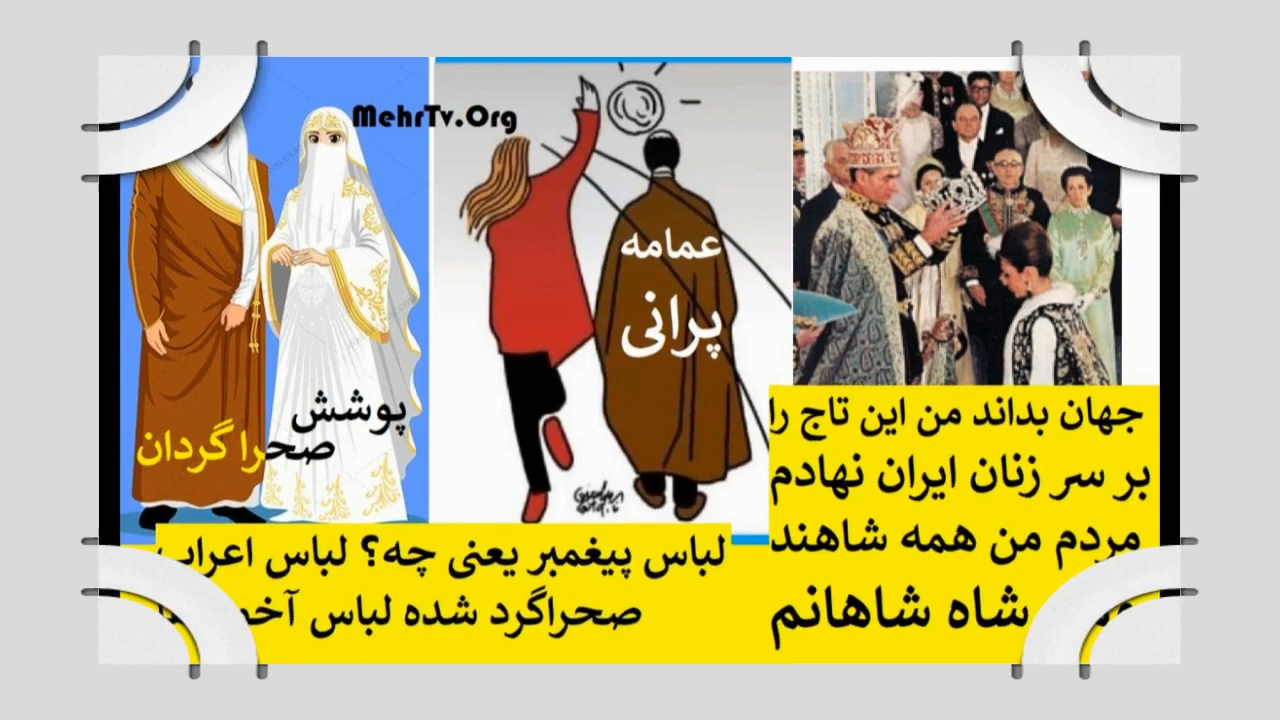 MehrTv.Org
عمامه
پرانی
پوشش
صحرا گردان
جهان بداند من این تاج را
بر سر زنان ایران نهادم
مردم من همه شاهند
شاه شاهانم
لباس پیغمبر یعنی چه؟ لباس
صحراگرد شده لباس